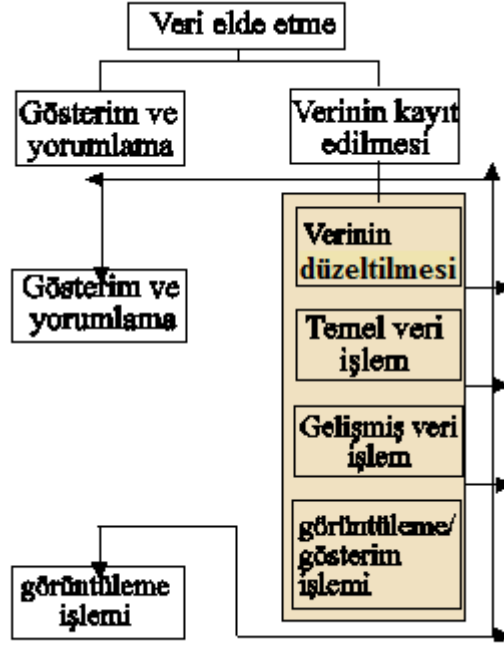 Veri elde etme
Gösterim ve
yorumlama
Verinin kayıt
edilmesi
Verinin
düzeltilmesi
Gösterim ve
yorumlama
Temel veri
işlem
Gelişmiş veri
işlem
görüntüleme/
gösterim
işlemi
görüntüleme
işlemi